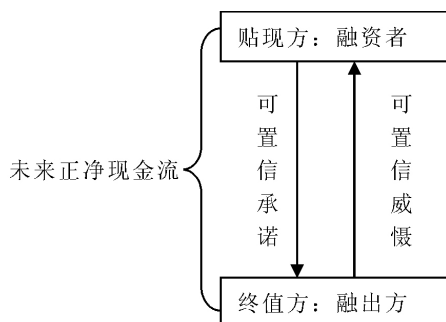 贴现方：融资者
可置信承诺
可置信威慑
未来正净现金流
终值方：融出方